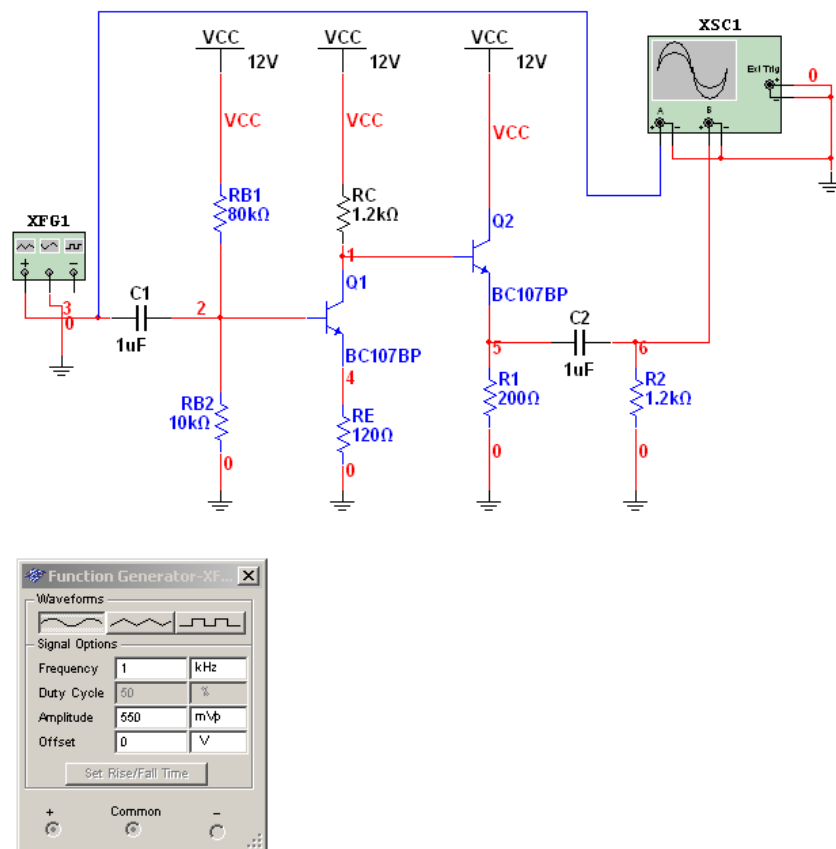 XSC1
VCC
12V
VCC
12V
VCC
12V
Ext Trig
+
-
0
A
B
+
-
+
-
VCC
VCC
VCC
RB1
80kΩ
RC
1.2kΩ
Q2
XFG1
+
-
1
Q1
BC107BP
C1
2
3
0
1uF
C2
5
6
1uF
BC107BP
4
R1
200Ω
R2
1.2kΩ
RB2
10kΩ
RE
120Ω
0
0
0
0
Function Generator-XF...
Waveforms
Signal Options
Frequency 1 kHz
Duty Cycle 50 %
Amplitude 550 mVp
Offset 0 V
Set Rise/Fall Time
+ Common -